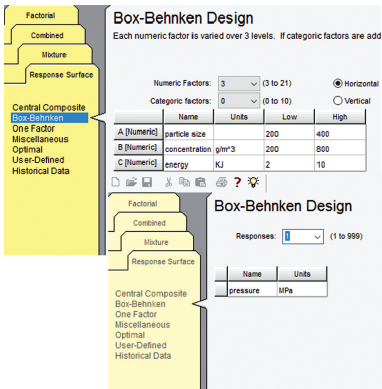 Factorial
Combined
Mixture
Response Surface
Central Composite
Box-Behnken
One Factor
Miscellaneous
Optimal
User-Defined
Historical Data
Box-Behnken Design
Each numeric factor is varied over 3 levels. If categoric factors are add
Numeric Factors: 3 (3 to 21) Horizontal
Categoric factors: 0 (0 to 10) Vertical
Name Units Low High
A [Numeric] particle size 200 400
B [Numeric] concentration g/m^3 200 800
C [Numeric] energy KJ 2 10
Factorial
Combined
Mixture
Response Surface
Central Composite
Box-Behnken
One Factor
Miscellaneous
Optimal
User-Defined
Historical Data
Box-Behnken Design
Responses: 1 (1 to 999)
Name Units
pressure MPa